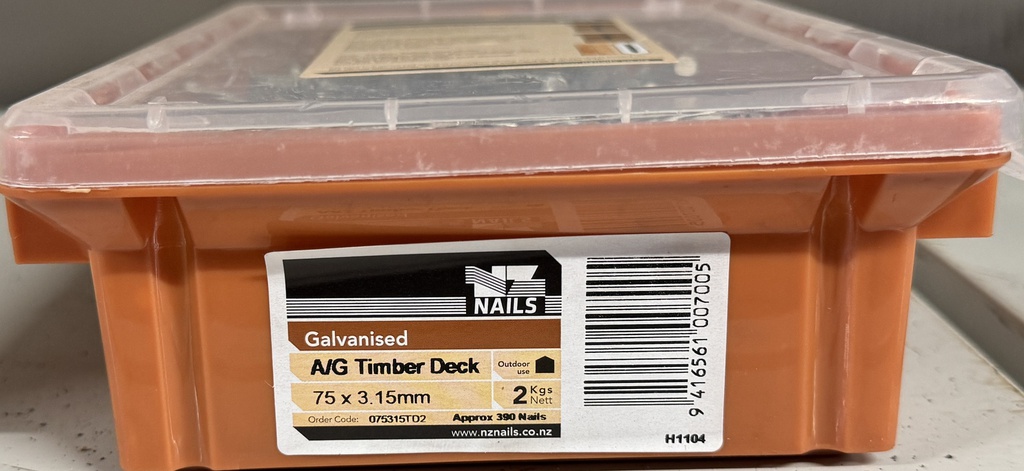 NZ
NAILS
Galvanised
A/G Timber Deck
Outdoor
use
75 x 3.15mm
2 Kgs
Nett
Order Code: 075315TD2 Approx 390 Nails
www.nznails.co.nz
9 416561 007005
H1104